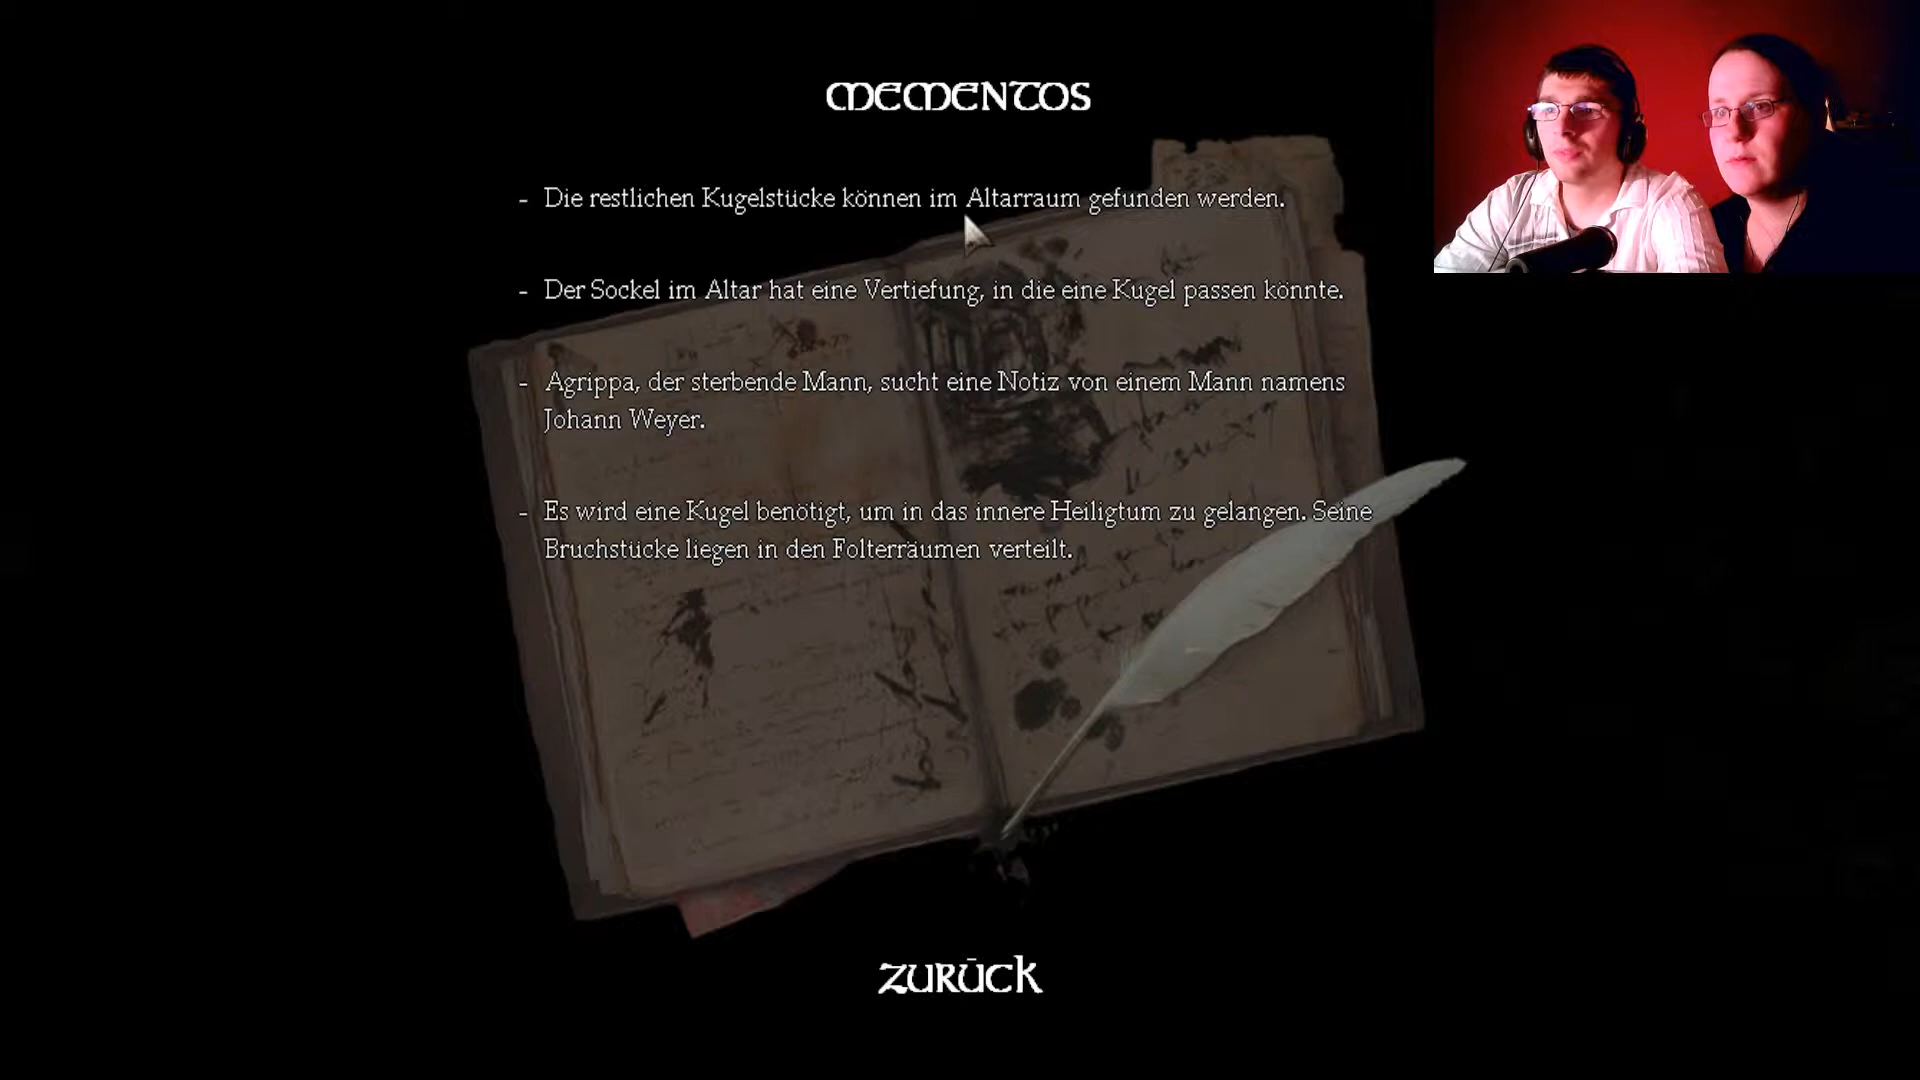 MEMENTOS
- Die restlichen Kugelstücke können im Altarraum gefunden werden.
- Der Sockel im Altar hat eine Vertiefung, in die eine Kugel passen könnte.
- Agrippa, der sterbende Mann, sucht eine Notiz von einem Mann namens
Johann Weyer.
- Es wird eine Kugel benötigt, um in das innere Heiligtum zu gelangen. Seine
Bruchstücke liegen in den Folterräumen verteilt.
ZURÜCK